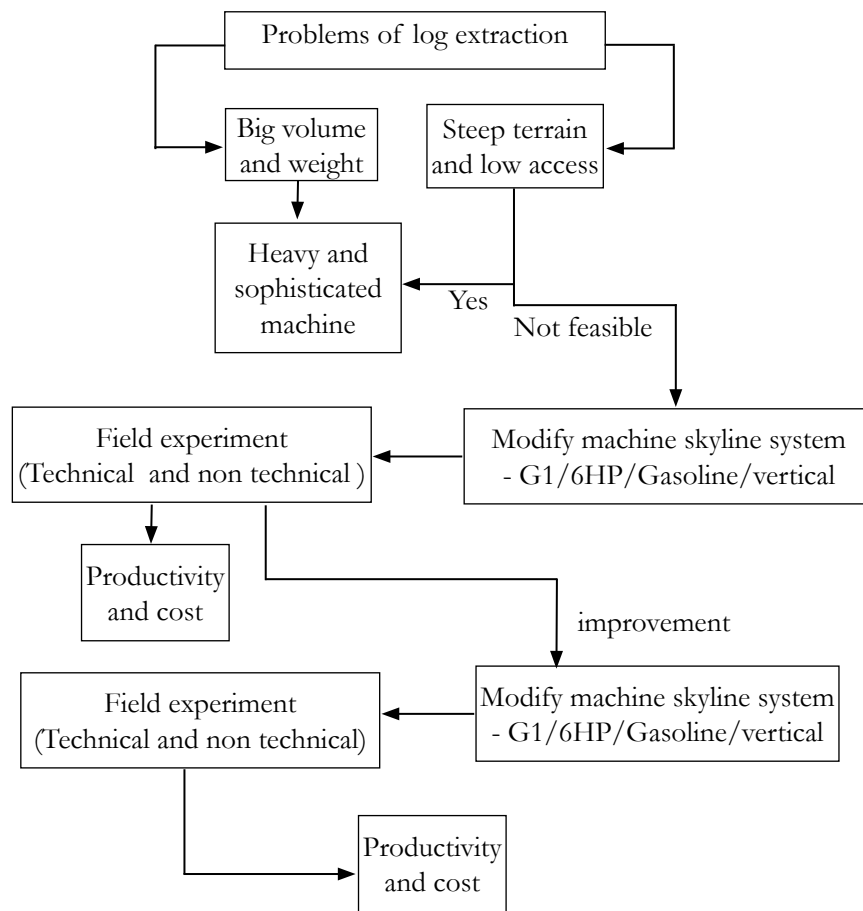 Problems of log extraction
Big volume
and weight
Steep terrain
and low access
Heavy and
sophisticated
machine
Yes
Not feasible
Field experiment
(Technical and non technical )
Modify machine skyline system
- G1/6HP/Gasoline/vertical
Productivity
and cost
improvement
Field experiment
(Technical and non technical)
Modify machine skyline system
- G1/6HP/Gasoline/vertical
Productivity
and cost